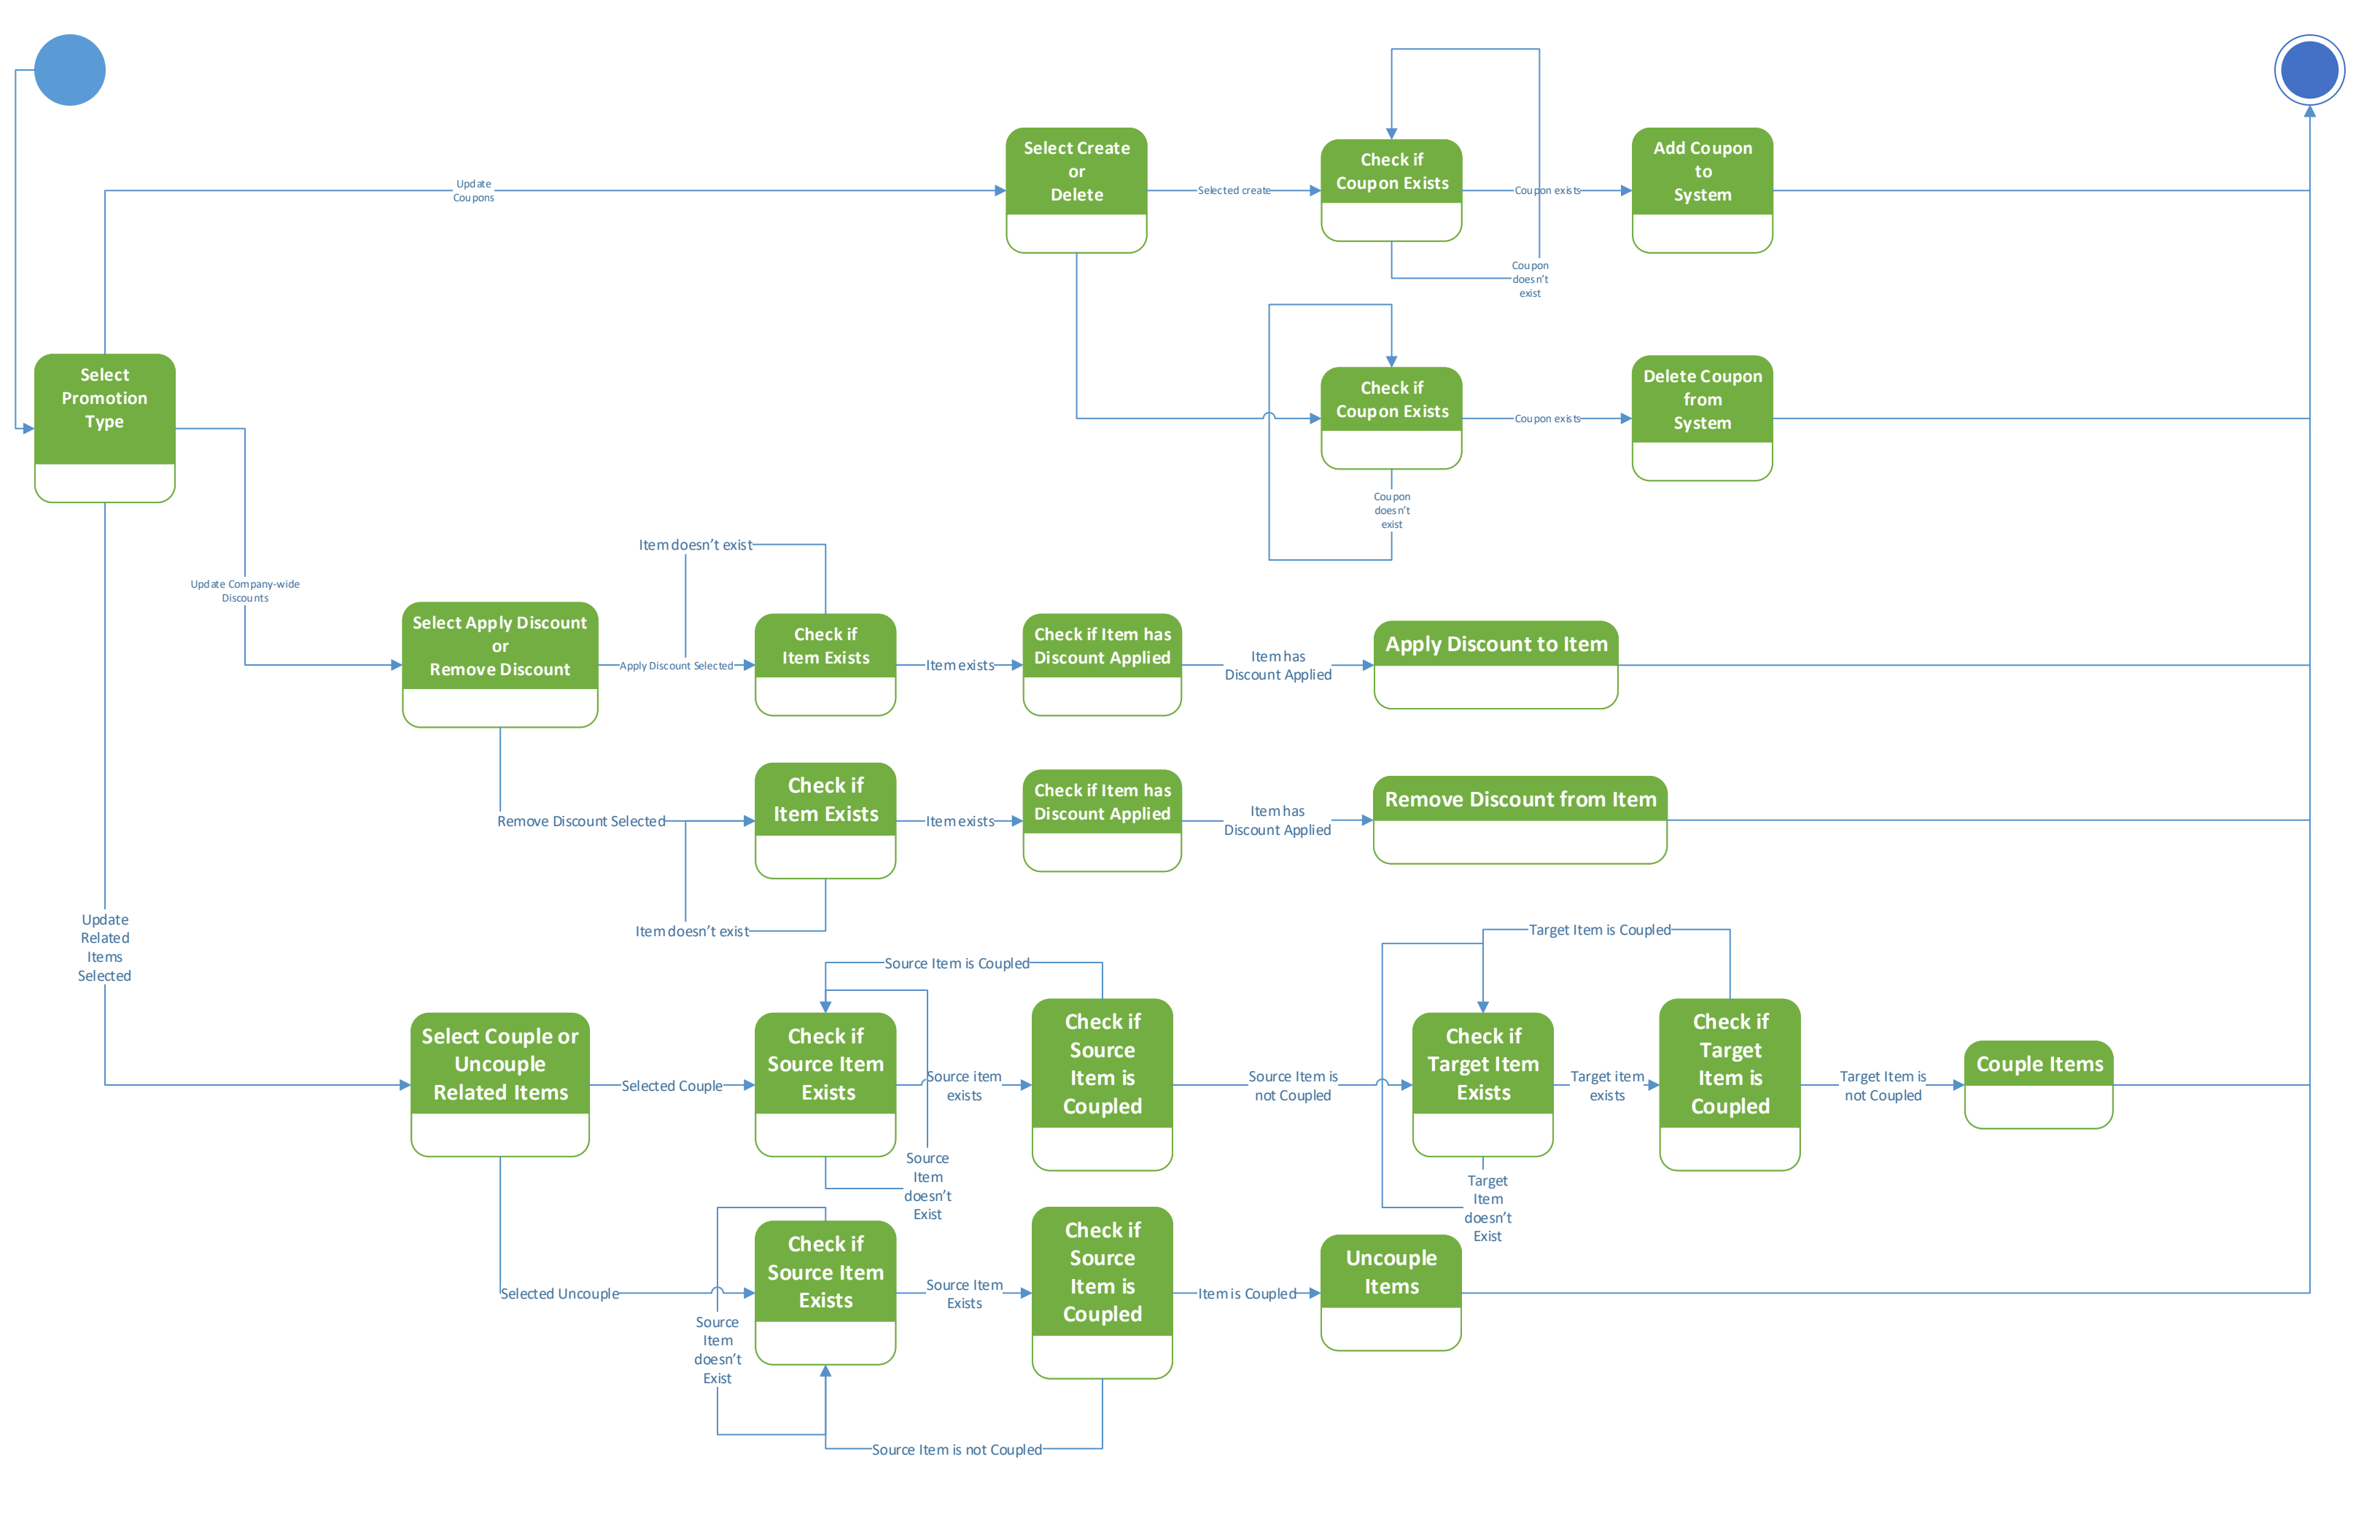 Select Create
or
Delete
Check if
Coupon Exists
Add Coupon
to
System
Update
Coupons
Selected create
Coupon exists
Coupon
doesn't
exist
Select
Promotion
Type
Check if
Coupon Exists
Delete Coupon
from
System
Coupon exists
Coupon
doesn't
exist
Item doesn't exist
Update Company-wide
Discounts
Select Apply Discount
or
Remove Discount
Apply Discount Selected
Check if
Item Exists
Item exists
Check if Item has
Discount Applied
Item has
Discount Applied
Apply Discount to Item
Remove Discount Selected
Check if
Item Exists
Item exists
Check if Item has
Discount Applied
Item has
Discount Applied
Remove Discount from Item
Item doesn't exist
Update
Related
Items
Selected
Source Item is Coupled
Target Item is Coupled
Select Couple or
Uncouple
Related Items
Selected Couple
Check if
Source Item
Exists
Source item
exists
Check if
Source
Item is
Coupled
Source Item is
not Coupled
Check if
Target Item
Exists
Target item
exists
Check if
Target
Item is
Coupled
Target Item is
not Coupled
Couple Items
Source
Item
doesn't
Exist
Target
Item
doesn't
Exist
Selected Uncouple
Check if
Source Item
Exists
Source Item
Exists
Check if
Source
Item is
Coupled
Item is Coupled
Uncouple
Items
Source
Item
doesn't
Exist
Source Item is not Coupled